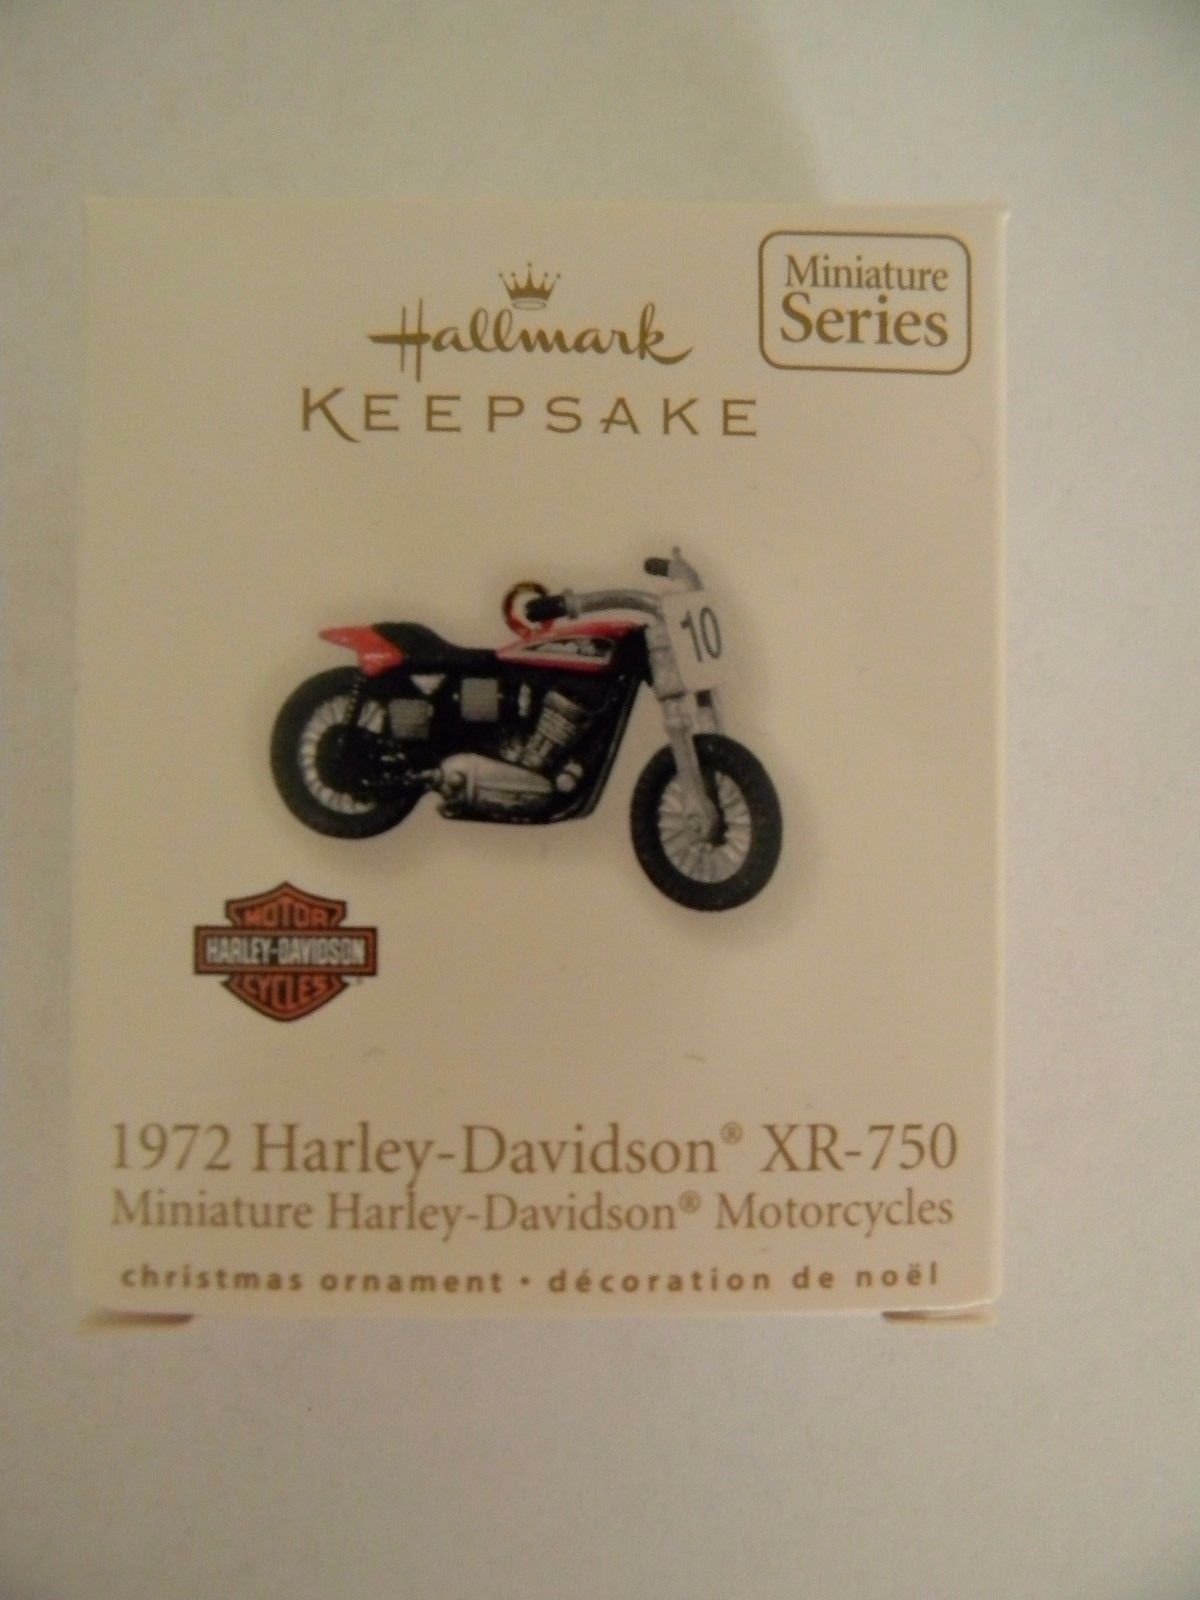 Miniature
Series
Hallmark
KEEPSAKE
10
MOTOR
HARLEY-DAVIDSON
CYCLES
1972 Harley-Davidson® XR-750
Miniature Harley-Davidson® Motorcycles
christmas ornament • décoration de noël